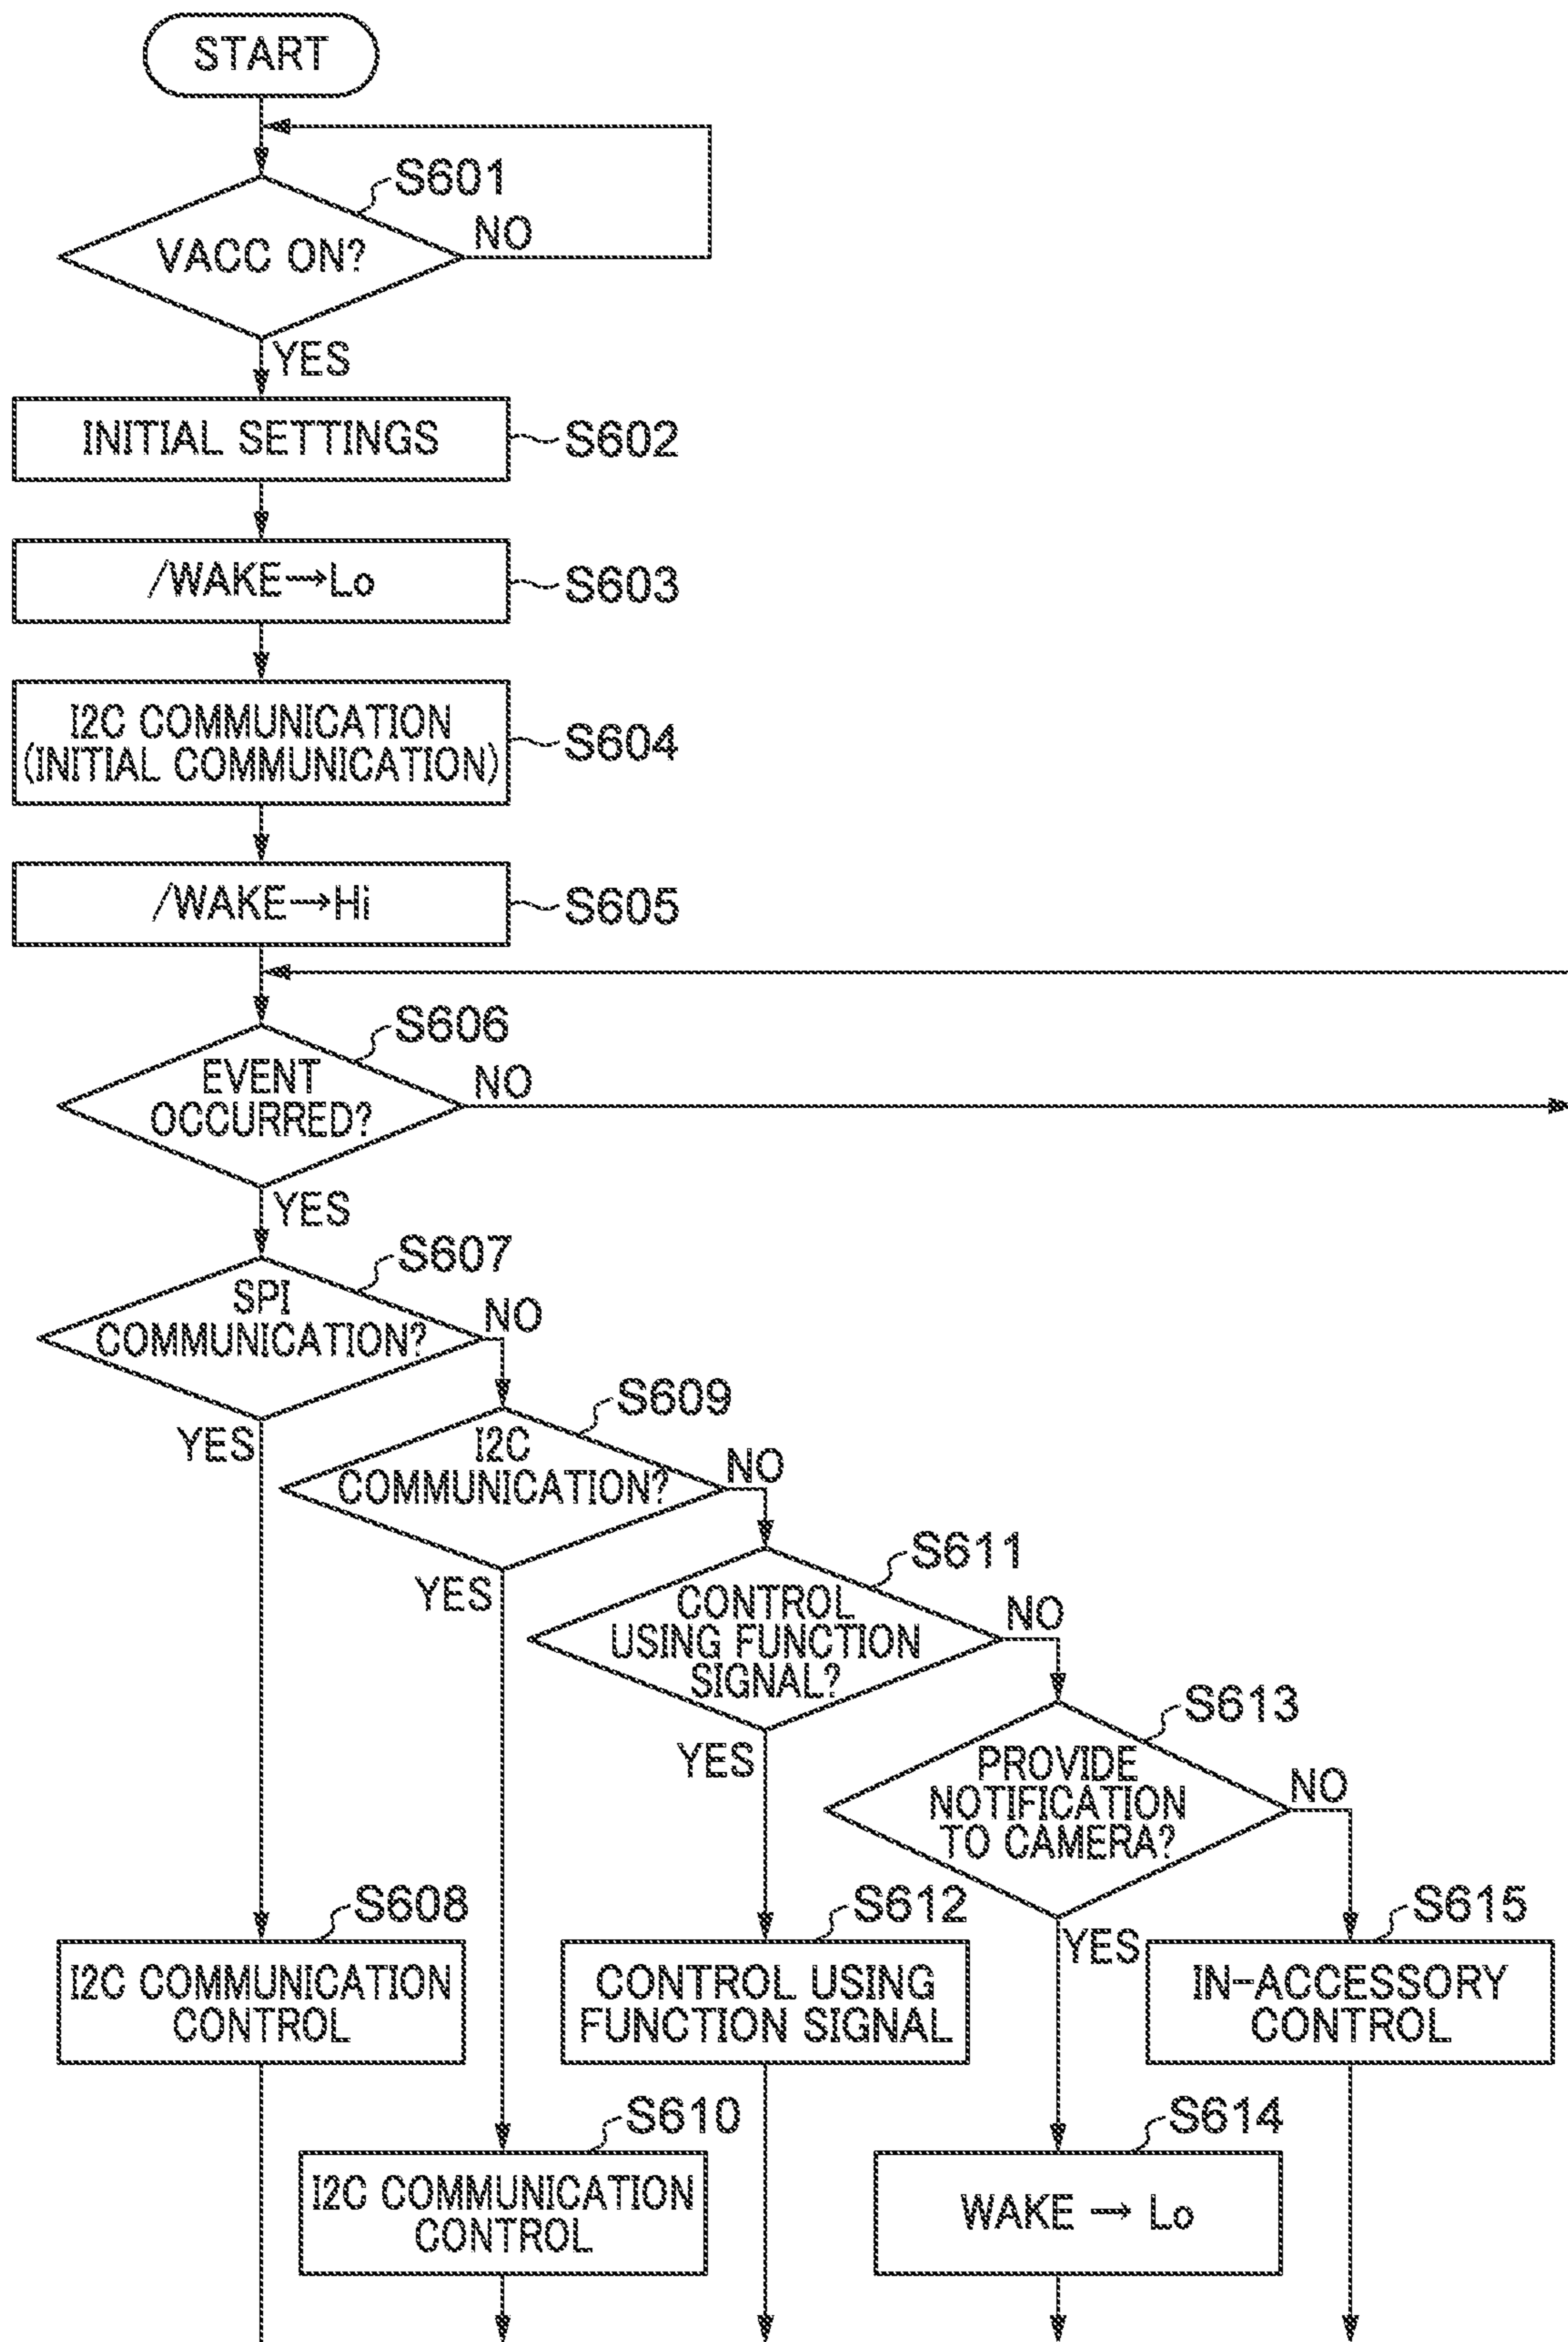 START
S601
VACC ON?
NO
YES
INITIAL SETTINGS
S602
/WAKE→Lo
S603
I2C COMMUNICATION
(INITIAL COMMUNICATION)
S604
/WAKE→Hi
S605
S606
EVENT
OCCURRED?
NO
YES
S607
SPI
COMMUNICATION?
NO
YES
S609
I2C
COMMUNICATION?
NO
YES
S611
CONTROL
USING FUNCTION
SIGNAL?
NO
YES
S613
PROVIDE
NOTIFICATION
TO CAMERA?
NO
YES
S608
I2C COMMUNICATION
CONTROL
S612
CONTROL USING
FUNCTION SIGNAL
S615
IN-ACCESSORY
CONTROL
S610
I2C COMMUNICATION
CONTROL
S614
WAKE → Lo